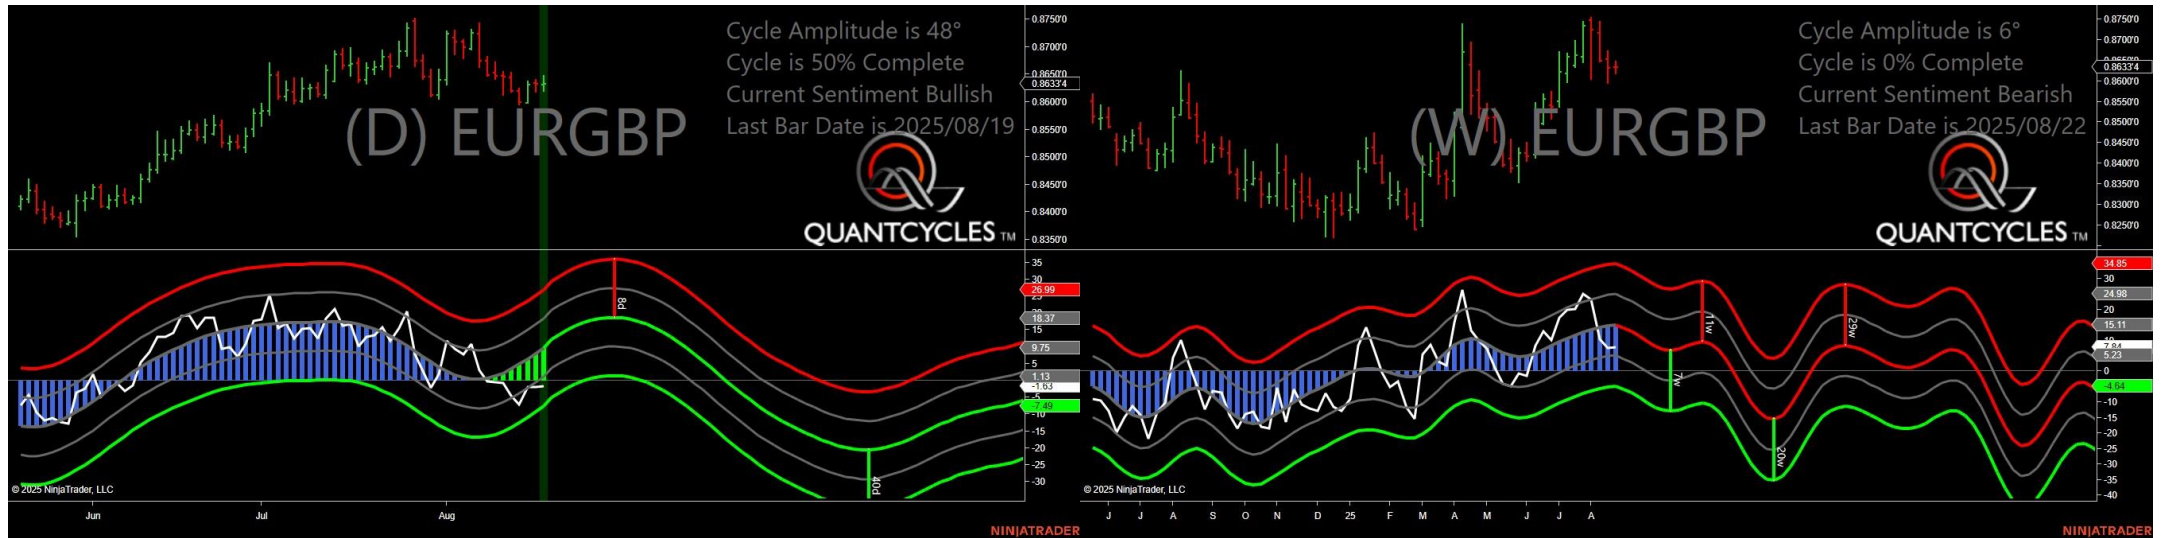 Cycle Amplitude is 48°
Cycle is 50% Complete
Current Sentiment Bullish
Last Bar Date is 2025/08/19
(D) EURGBP
QUANTCYCLES TM
0.8750'0
0.8700'0
0.8650'0
0.8633'4
0.8600'0
0.8550'0
0.8500'0
0.8450'0
0.8400'0
0.8350'0
35
30
26.99
18.37
15
9.75
5
1.13
-1.63
-7.49
-10
-15
-20
-25
-30
8d
40d
© 2025 NinjaTrader, LLC
Jun Jul Aug
NINJATRADER
Cycle Amplitude is 6°
Cycle is 0% Complete
Current Sentiment Bearish
Last Bar Date is 2025/08/22
(W) EURGBP
QUANTCYCLES TM
0.8750'0
0.8700'0
0.8633'4
0.8600'0
0.8550'0
0.8500'0
0.8450'0
0.8400'0
0.8350'0
0.8300'0
0.8250'0
34.85
30
24.98
20
15.11
7.84
5.23
0
-4.64
-10
-15
-20
-25
-30
-35
-40
7w
11w
20w
29w
© 2025 NinjaTrader, LLC
J J A S O N D 25 F M A M J J A
NINJATRADER